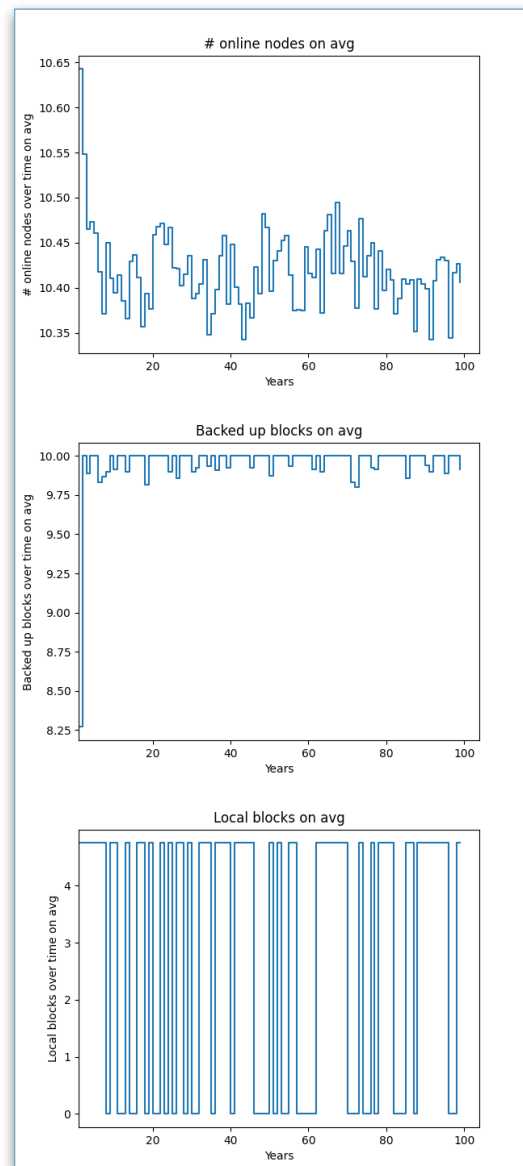 # online nodes on avg
10.65
10.60
10.55
10.50
10.45
10.40
10.35
# online nodes over time on avg
20 40 60 80 100
Years
Backed up blocks on avg
10.00
9.75
9.50
9.25
9.00
8.75
8.50
8.25
Backed up blocks over time on avg
20 40 60 80 100
Years
Local blocks on avg
4
3
2
1
0
Local blocks over time on avg
20 40 60 80 100
Years